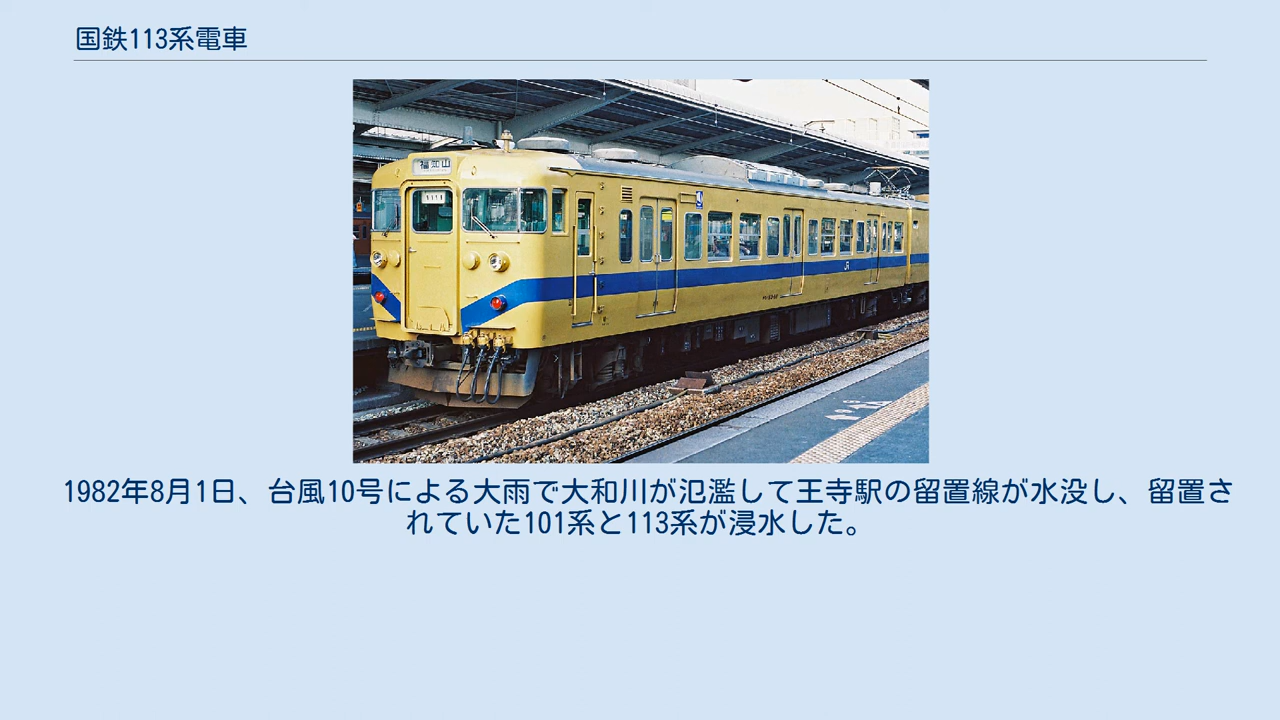 国鉄113系電車
福知山
1111
JR
1982年8月1日、台風10号による大雨で大和川が氾濫して王寺駅の留置線が水没し、留置さ
れていた101系と113系が浸水した。